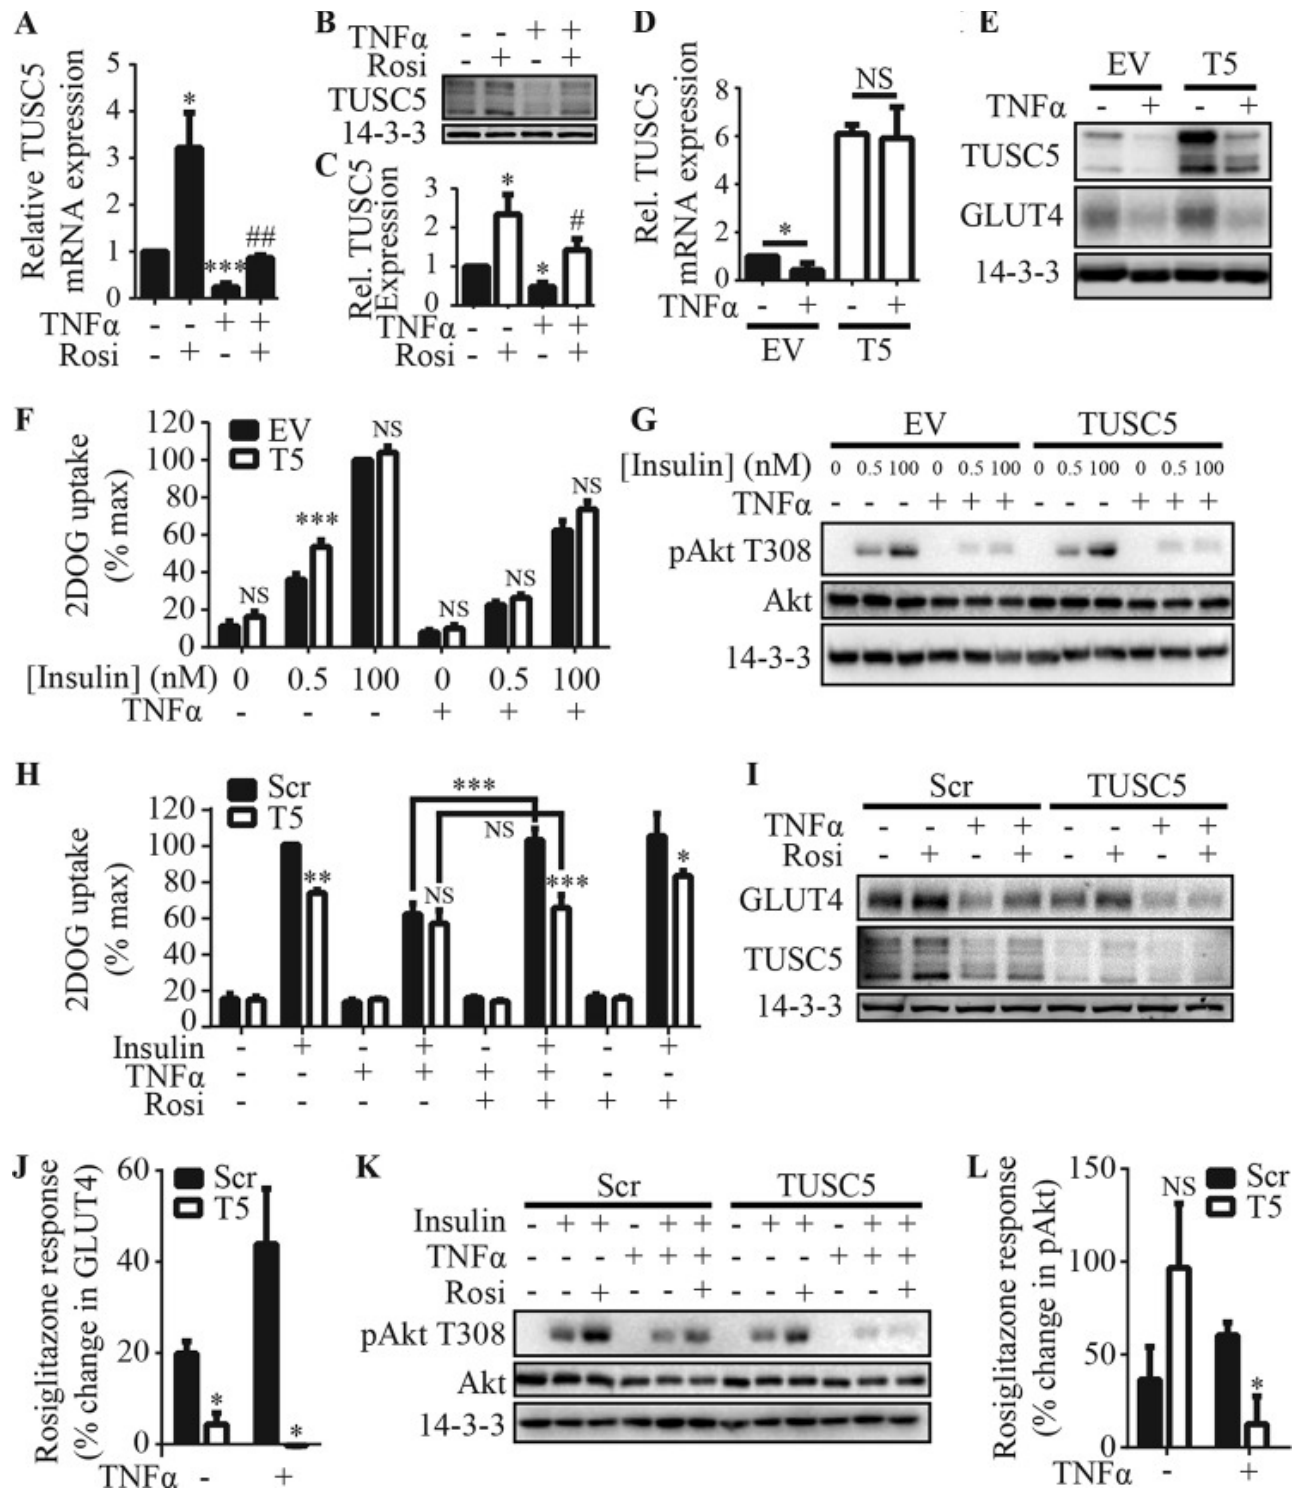 A
Relative TUSC5
mRNA expression
5
4
3
2
1
0
*
***
##
TNFα - - + +
Rosi - + - +
B
TNFα - - + +
Rosi - + - +
TUSC5
14-3-3
C
Rel. TUSC5
Expression
3
2
1
0
*
*
#
TNFα - - + +
Rosi - + - +
D
Rel. TUSC5
mRNA expression
8
6
4
2
0
*
NS
TNFα - + - +
EV T5
E
EV T5
TNFα - + - +
TUSC5
GLUT4
14-3-3
F
2DOG uptake
(% max)
120
100
80
60
40
20
0
EV
T5
NS
***
NS
NS
NS
NS
[Insulin] (nM) 0 0.5 100 0 0.5 100
TNFα - - - + + +
G
EV TUSC5
[Insulin] (nM) 0 0.5 100 0 0.5 100 0 0.5 100 0 0.5 100
TNFα - - - + + + - - - + + +
pAkt T308
Akt
14-3-3
H
2DOG uptake
(% max)
120
100
80
60
40
20
0
Scr
T5
**
***
NS
NS
***
*
Insulin - + - + - + - +
TNFα - - + + + + - -
Rosi - - - - + + + +
I
Scr TUSC5
TNFα - - + + - - + +
Rosi - + - + - + - +
GLUT4
TUSC5
14-3-3
J
Rosiglitazone response
(% change in GLUT4)
60
40
20
0
Scr
T5
*
*
TNFα - +
K
Scr TUSC5
Insulin - + + - + + - + + - + +
TNFα - - - + + + - - - + + +
Rosi - - + - - + - - + - - +
pAkt T308
Akt
14-3-3
L
Rosiglitazone response
(% change in pAkt)
150
100
50
0
Scr
T5
NS
*
TNFα - +